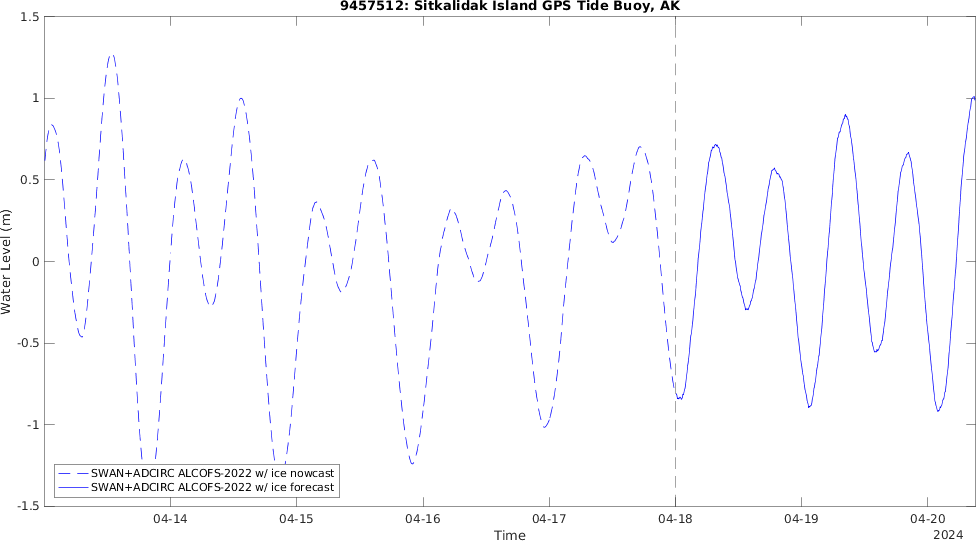 9457512: Sitkalidak Island GPS Tide Buoy, AK
1.5
1
0.5
0
-0.5
-1
-1.5
Water Level (m)
SWAN+ADCIRC ALCOFS-2022 w/ ice nowcast
SWAN+ADCIRC ALCOFS-2022 w/ ice forecast
04-14 04-15 04-16 04-17 04-18 04-19 04-20
Time
2024